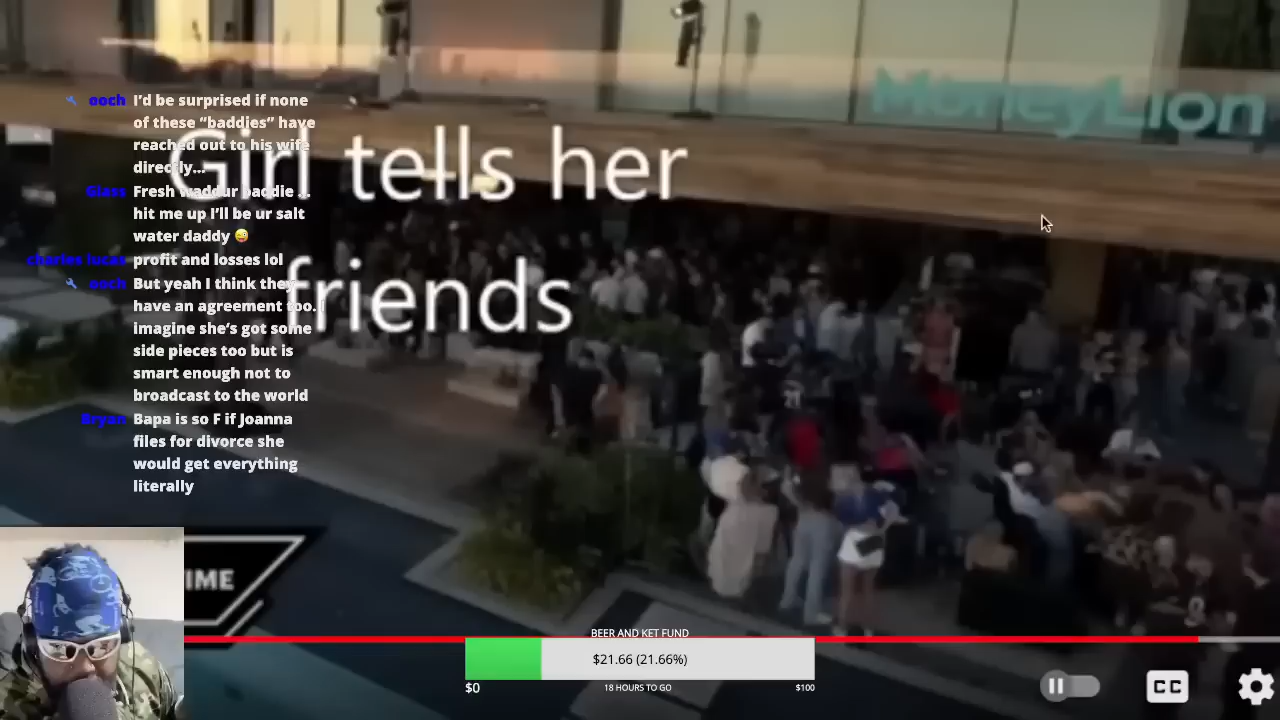 MoneyLion
Girl tells her
friends
ooch I’d be surprised if none
of these “baddies” have
reached out to his wife
direclly...
Glass Fresh waddur baddie ...
hit me up I’ll be ur salt
water daddy 😜
charles lucas profit and losses lol
ooch But yeah I think they
have an agreement too. I
imagine she’s got some
side pieces too but is
smart enough not to
broadcast to the world
Bryan Bapa is so F if Joanna
files for divorce she
would get everything
literally
IME
BEER AND KET FUND
$21.66 (21.66%)
$0 18 HOURS TO GO $100
CC